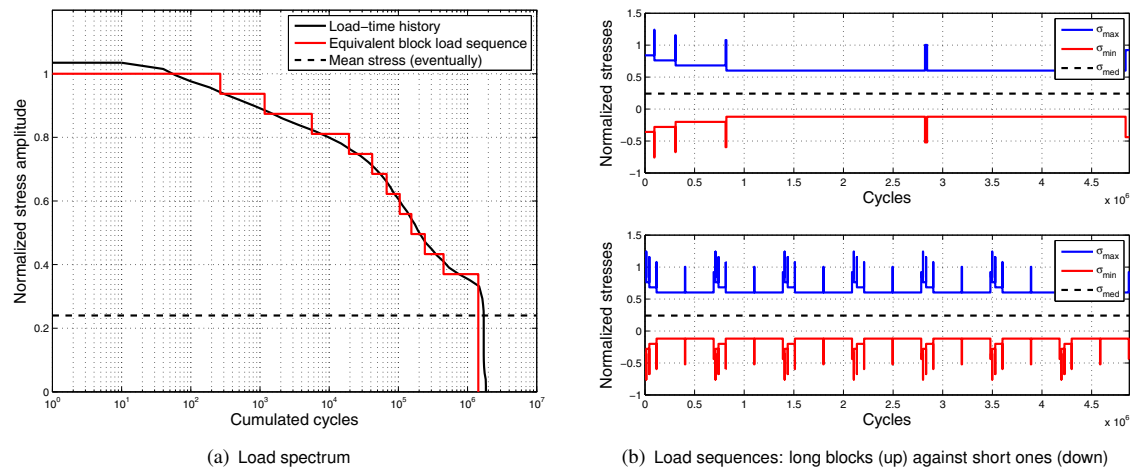 Load−time history
Equivalent block load sequence
Mean stress (eventually)
Normalized stress amplitude
1
0.8
0.6
0.4
0.2
0
10^0 10^1 10^2 10^3 10^4 10^5 10^6 10^7
Cumulated cycles
(a) Load spectrum
Normalized stresses
1.5
1
0.5
0
−0.5
−1
σmax
σmin
σmed
0 0.5 1 1.5 2 2.5 3 3.5 4 4.5
Cycles
x 10^6
Normalized stresses
1.5
1
0.5
0
−0.5
−1
σmax
σmin
σmed
0 0.5 1 1.5 2 2.5 3 3.5 4 4.5
Cycles
x 10^6
(b) Load sequences: long blocks (up) against short ones (down)